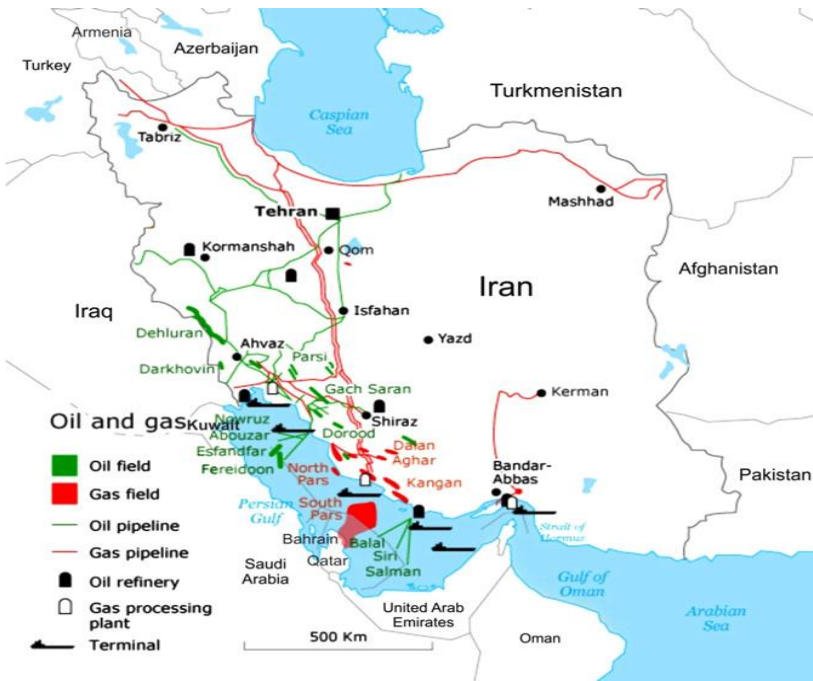 Armenia
Azerbaijan
Turkey
Turkmenistan
Caspian
Sea
Tabriz
Mashhad
Tehran
Kormanshah
Qom
Afghanistan
Iran
Iraq
Isfahan
Dehluran
Ahvaz
Yazd
Parsi
Darkhovin
Gach Saran
Kerman
Oil and gas
Kuwait
Nowruz
Shiraz
Abouzar
Dorood
Esfandfar
Dalan
Aghar
Fereidoon
North
Pars
Kangan
Bandar-
Abbas
Pakistan
Oil field
Gas field
Persian
Gulf
South
Pars
Strait of
Hormuz
Oil pipeline
Bahrain
Balal
Gas pipeline
Qatar
Siri
Saudi
Arabia
Salman
Gulf of
Oman
Oil refinery
Gas processing
plant
United Arab
Emirates
Arabian
Sea
Terminal
500 Km
Oman